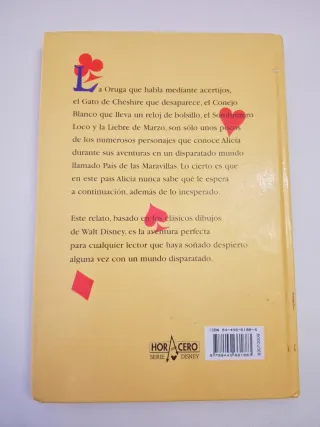 La Oruga que habla mediante acertijos,
el Gato de Cheshire que desaparece, el Conejo
Blanco que lleva un reloj de bolsillo, el Sombrerero
Loco y la Liebre de Marzo, son sólo unos pocos
de los numerosos personajes que conoce Alicia
durante sus aventuras en un disparatado mundo
llamado País de las Maravillas. Lo cierto es que
en este país Alicia nunca sabe qué le espera
a continuación, además de lo inesperado.
Este relato, basado en los clásicos dibujos
de Walt Disney, es la aventura perfecta
para cualquier lector que haya soñado despierto
alguna vez con un mundo disparatado.
HORA CERO
SERIE DISNEY